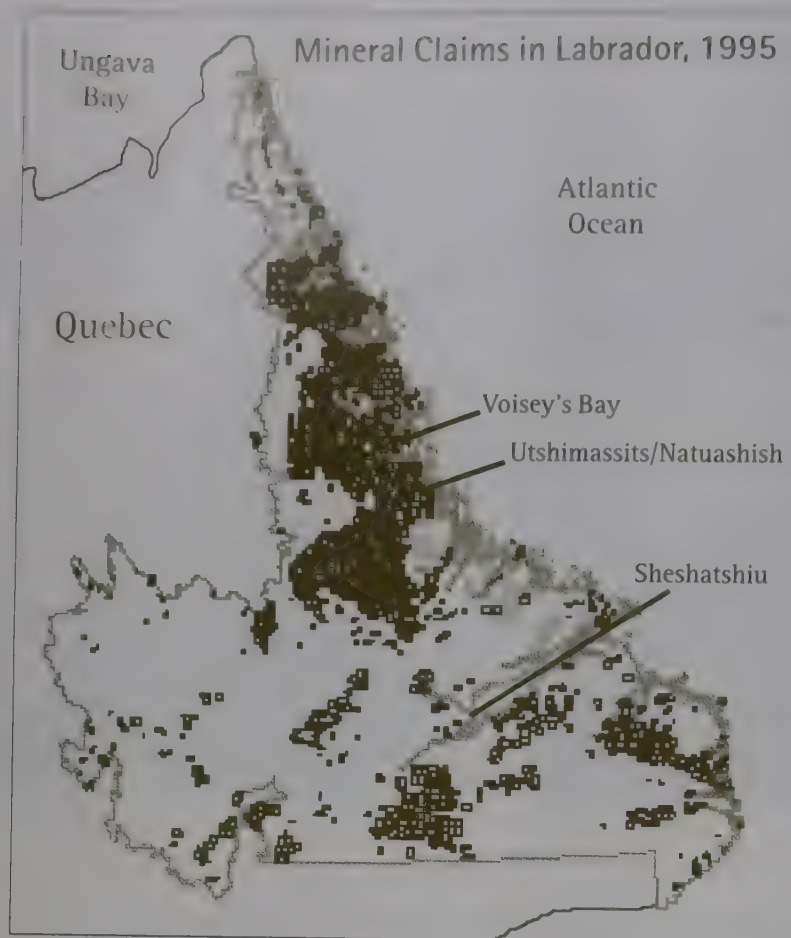 Mineral Claims in Labrador, 1995
Ungava
Bay
Atlantic
Ocean
Quebec
Voisey's Bay
Utshimassits/Natuashish
Sheshatshiu